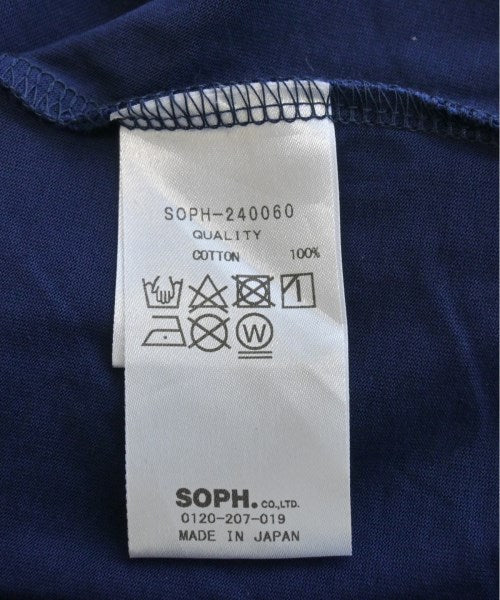 SOPH-240060
QUALITY
COTTON 100%
W
SOPH. CO.,LTD.
0120-207-019
MADE IN JAPAN